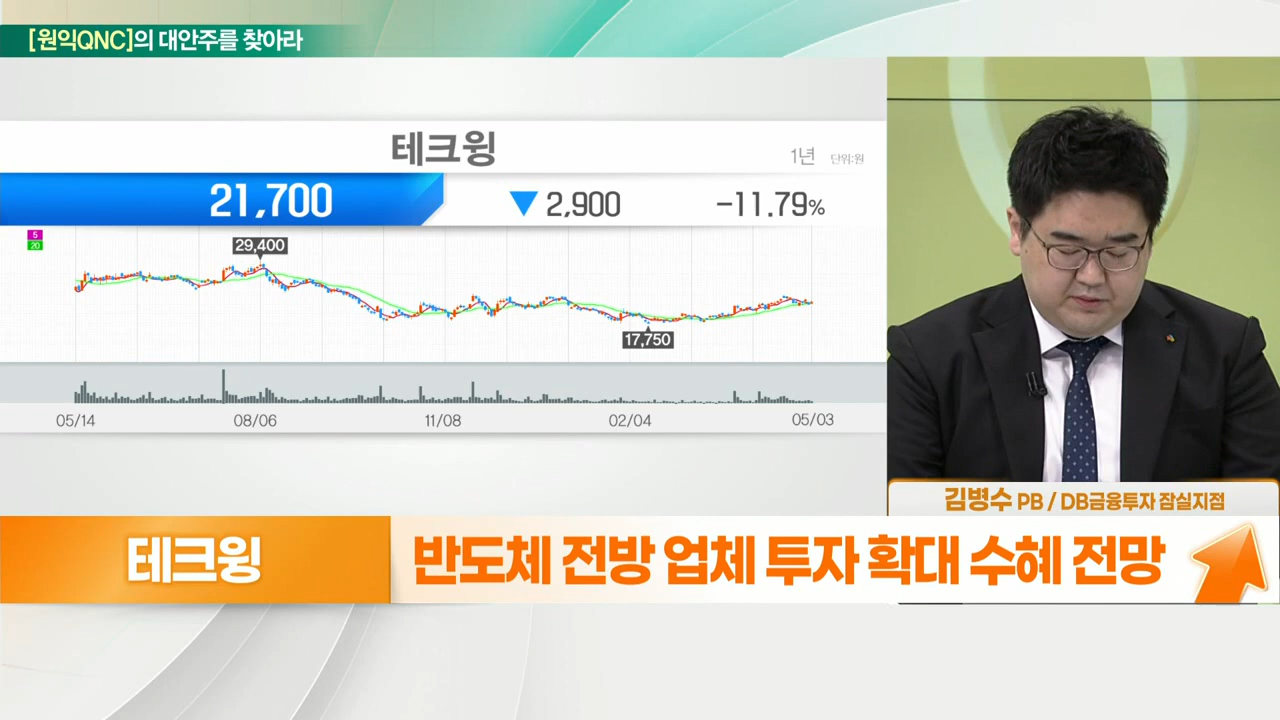 [원익QNC]의 대안주를 찾아라
테크윙
1년 단위:원
21,700 ▼ 2,900 -11.79%
5
20
29,400
17,750
05/14 08/06 11/08 02/04 05/03
김병수 PB / DB금융투자 잠실지점
테크윙
반도체 전방 업체 투자 확대 수혜 전망